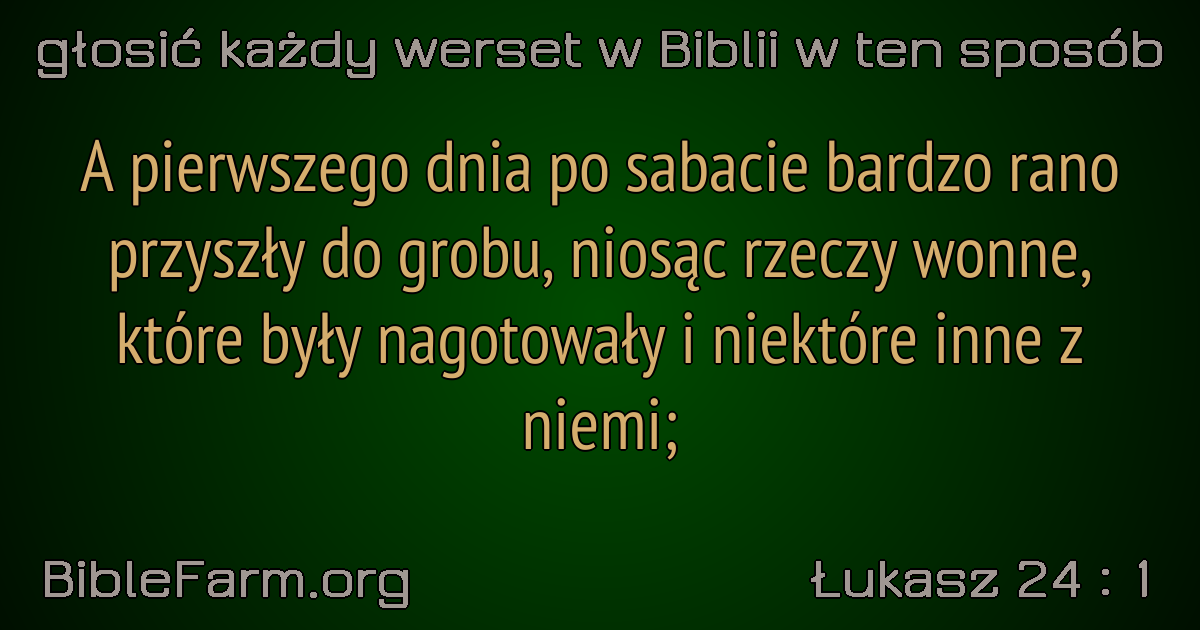 głosić każdy werset w Biblii w ten sposób
A pierwszego dnia po sabacie bardzo rano
przyszły do grobu, niosąc rzeczy wonne,
które były nagotowały i niektóre inne z
niemi;
BibleFarm.org
Łukasz 24 : 1